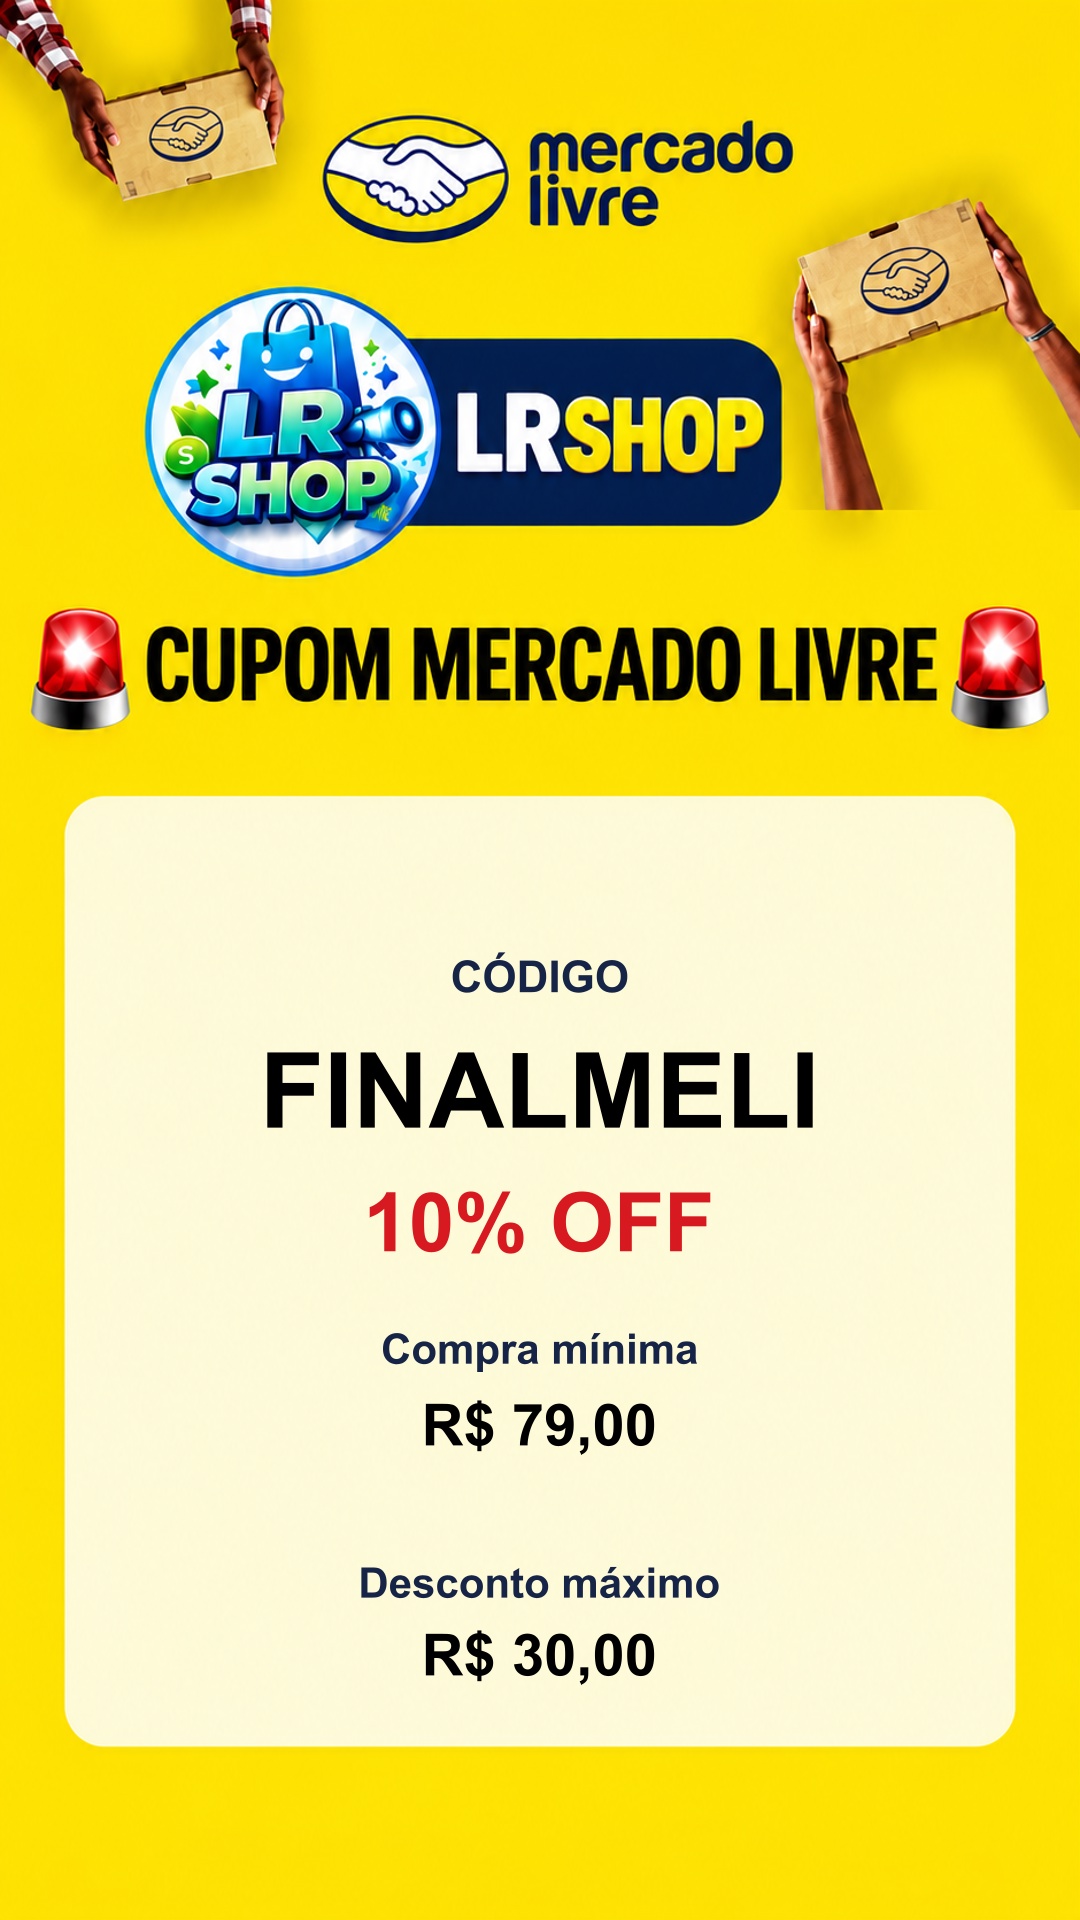 mercado
livre
LR
SHOP
S
LRSHOP
CUPOM MERCADO LIVRE
CÓDIGO
FINALMELI
10% OFF
Compra mínima
R$ 79,00
Desconto máximo
R$ 30,00